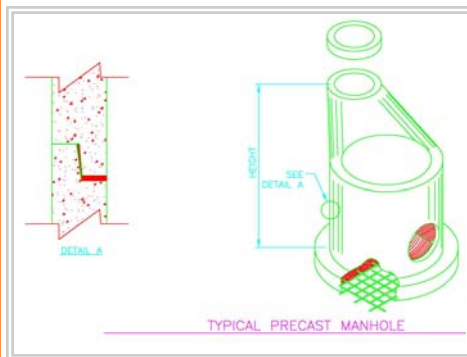 HEIGHT
SEE
DETAIL A
DETAIL A
TYPICAL PRECAST MANHOLE